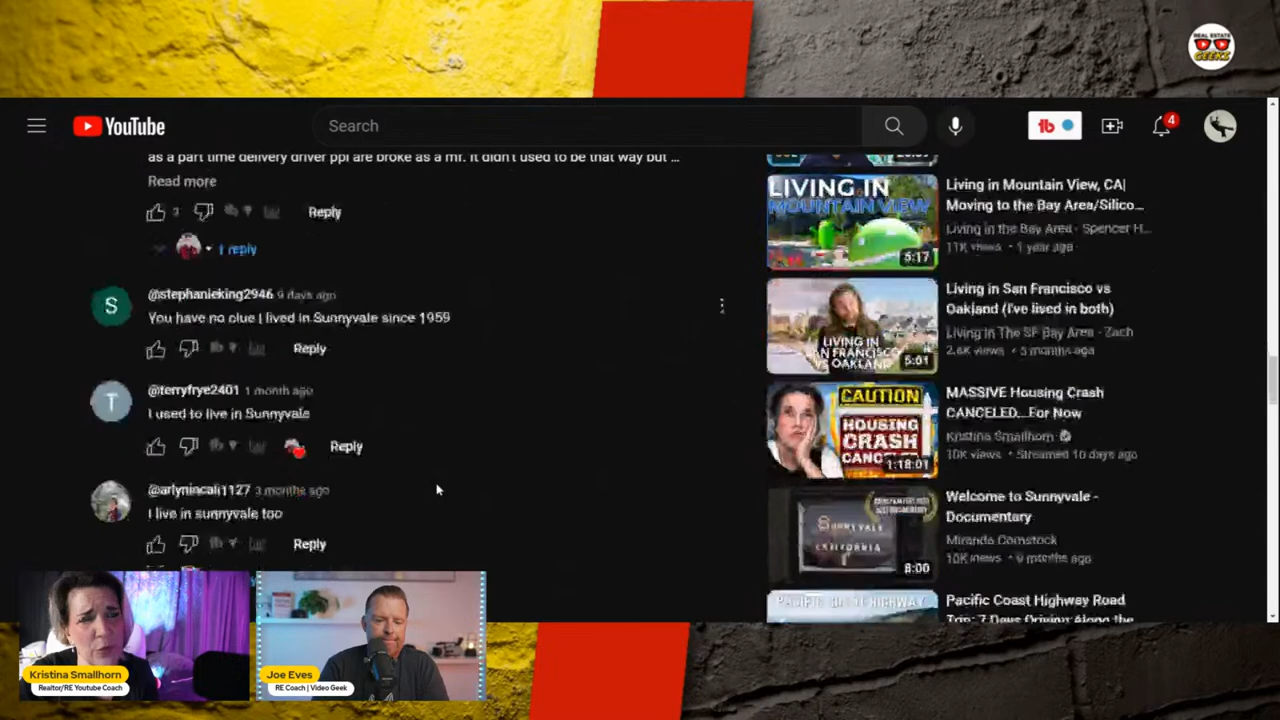 REAL ESTATE
GEEKS
YouTube
Search
4
as a part time delivery driver ppl are broke as a mf. It didn't used to be that way but ...
Read more
3
Reply
1 reply
S
@stephanieking2946 9 days ago
You have no clue I lived in Sunnyvale since 1959
Reply
T
@terryfrye2401 1 month ago
I used to live in Sunnyvale
Reply
@arlynincali1127 3 months ago
I live in sunnyvale too
Reply
LIVING IN
MOUNTAIN VIEW
5:17
Living in Mountain View, CA|
Moving to the Bay Area/Silico...
Living in the Bay Area - Spencer H...
11K views • 1 year ago
LIVING IN
SAN FRANCISCO
VS OAKLAND
5:01
Living in San Francisco vs
Oakland (I've lived in both)
Living in The SF Bay Area - Zach
2.6K views • 5 months ago
CAUTION
HOUSING
CRASH
1:18:01
MASSIVE Housing Crash
CANCELED... For Now
Kristina Smallhorn
10K views • Streamed 10 days ago
SUNNYVALE
CALIFORNIA
8:00
Welcome to Sunnyvale -
Documentary
Miranda Comstock
10K views • 9 months ago
PACIFIC COAST HIGHWAY
Pacific Coast Highway Road
Trip: 7 Days Driving Along the
Kristina Smallhorn
Realtor/RE Youtube Coach
Joe Eves
RE Coach | Video Geek